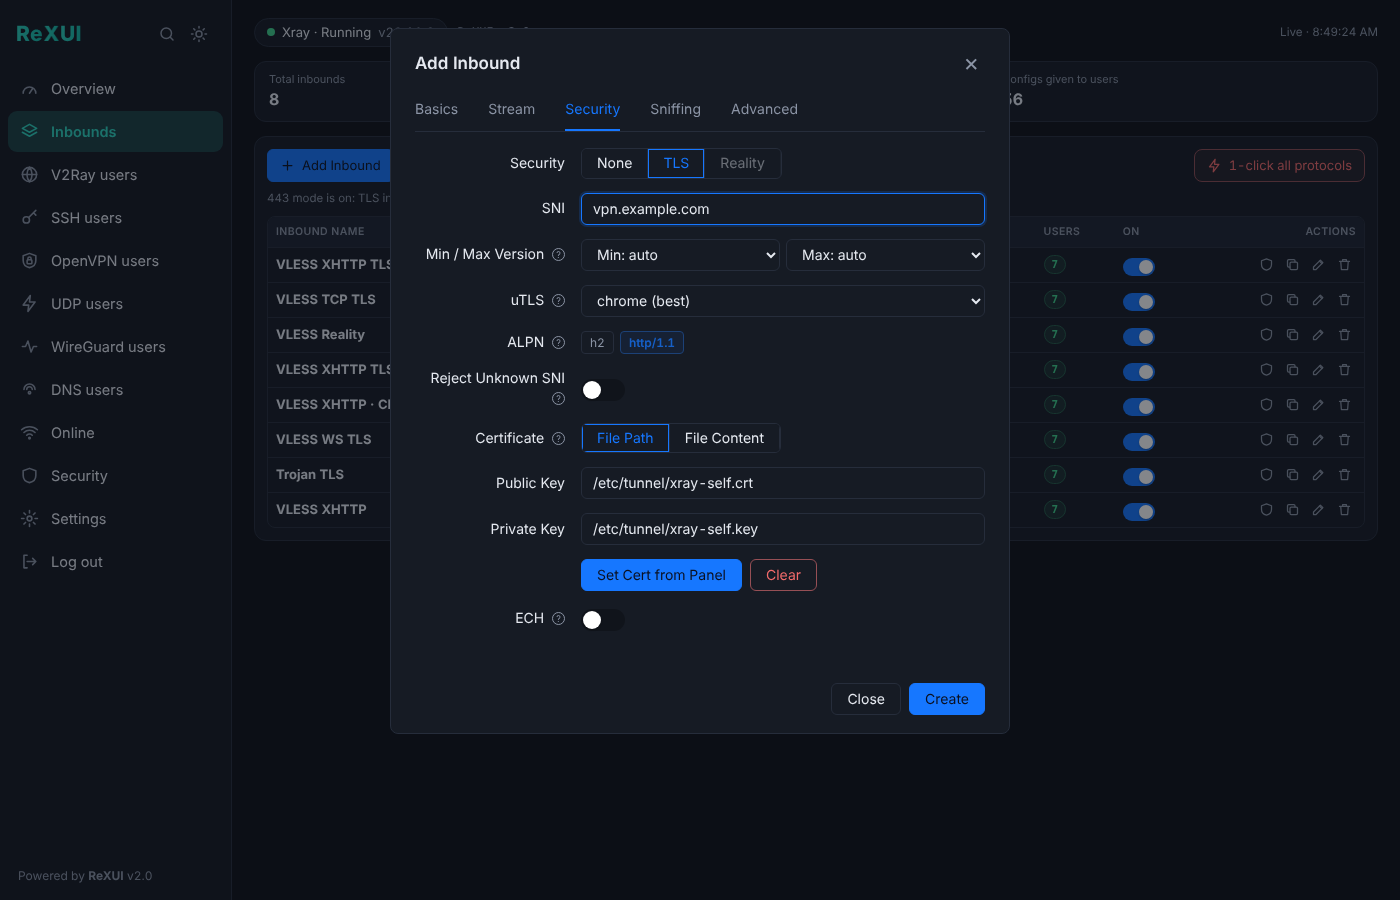 ReXUI
Overview
Inbounds
V2Ray users
SSH users
OpenVPN users
UDP users
WireGuard users
DNS users
Online
Security
Settings
Log out
Powered by ReXUI v2.0
Xray · Running
Live · 8:49:24 AM
Total inbounds
8
onfigs given to users
56
Add Inbound
1-click all protocols
443 mode is on: TLS in
INBOUND NAME USERS ON ACTIONS
VLESS XHTTP TLS 7
VLESS TCP TLS 7
VLESS Reality 7
VLESS XHTTP TLS 7
VLESS XHTTP · 7
VLESS WS TLS 7
Trojan TLS 7
VLESS XHTTP 7
Add Inbound
Basics Stream Security Sniffing Advanced
Security None TLS Reality
SNI vpn.example.com
Min / Max Version ? Min: auto Max: auto
uTLS ? chrome (best)
ALPN ? h2 http/1.1
Reject Unknown SNI
?
Certificate ? File Path File Content
Public Key /etc/tunnel/xray-self.crt
Private Key /etc/tunnel/xray-self.key
Set Cert from Panel Clear
ECH ?
Close Create